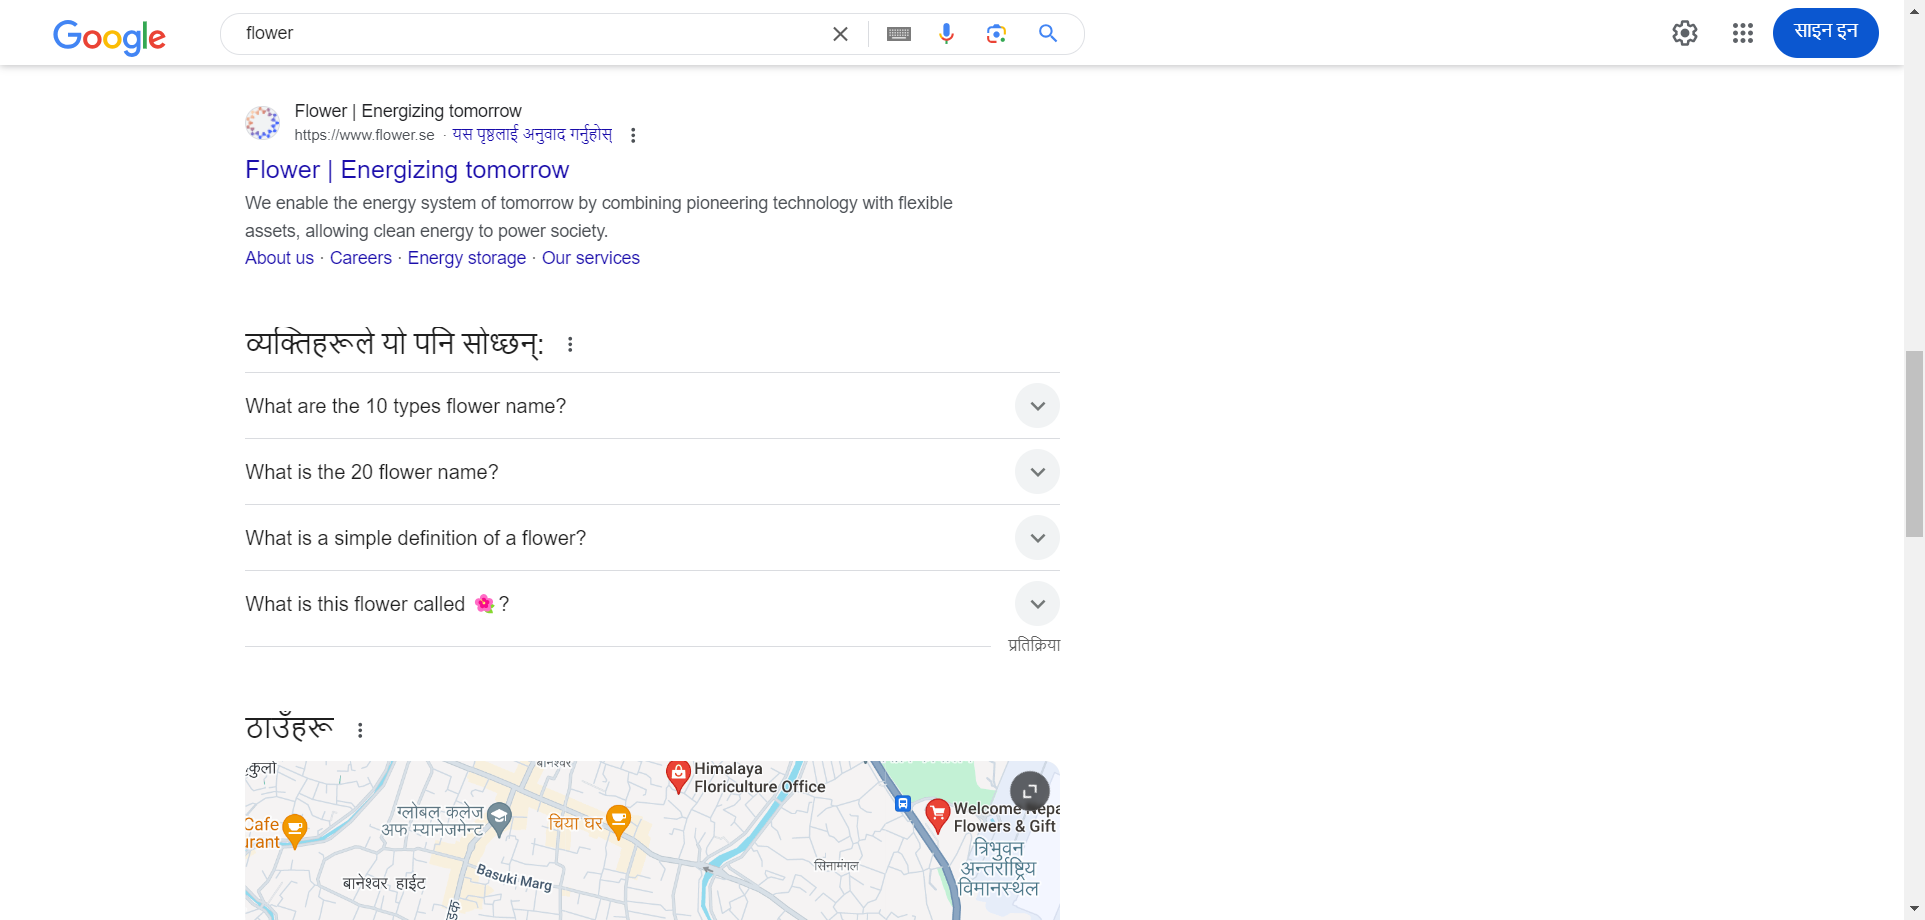 Google
flower
साइन इन
Flower | Energizing tomorrow
https://www.flower.se · यस पृष्ठलाई अनुवाद गर्नुहोस्
Flower | Energizing tomorrow
We enable the energy system of tomorrow by combining pioneering technology with flexible
assets, allowing clean energy to power society.
About us · Careers · Energy storage · Our services
व्यक्तिहरूले यो पनि सोध्छन्:
What are the 10 types flower name?
What is the 20 flower name?
What is a simple definition of a flower?
What is this flower called 🌺 ?
प्रतिक्रिया
ठाउँहरू
बानेश्वर
Himalaya
Floriculture Office
ग्लोबल कलेज
अफ म्यानेजमेन्ट
Cafe
चिया घर
Welcome
Flowers & Gift
त्रिभुवन
अन्तर्राष्ट्रिय
विमानस्थल
सिनामंगल
Basuki Marg
बानेश्वर हाईट